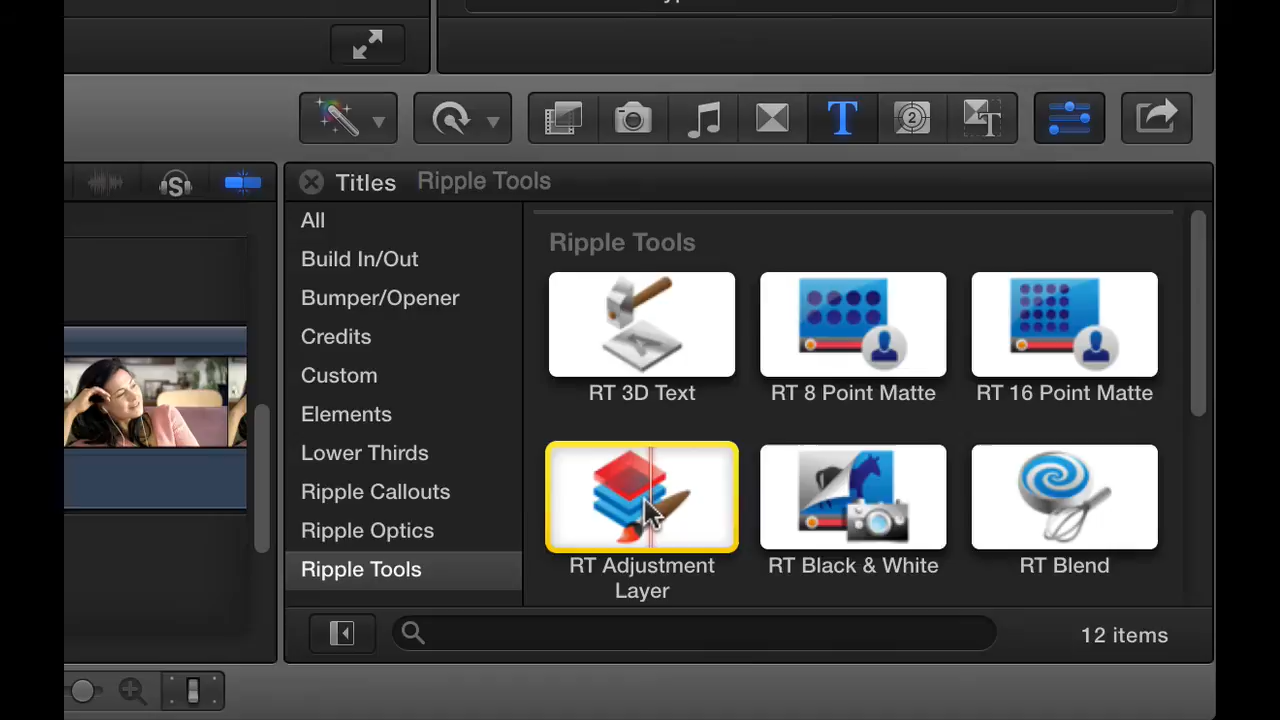 Titles Ripple Tools
All
Build In/Out
Bumper/Opener
Credits
Custom
Elements
Lower Thirds
Ripple Callouts
Ripple Optics
Ripple Tools
Ripple Tools
RT 3D Text
RT 8 Point Matte
RT 16 Point Matte
RT Adjustment
Layer
RT Black & White
RT Blend
12 items